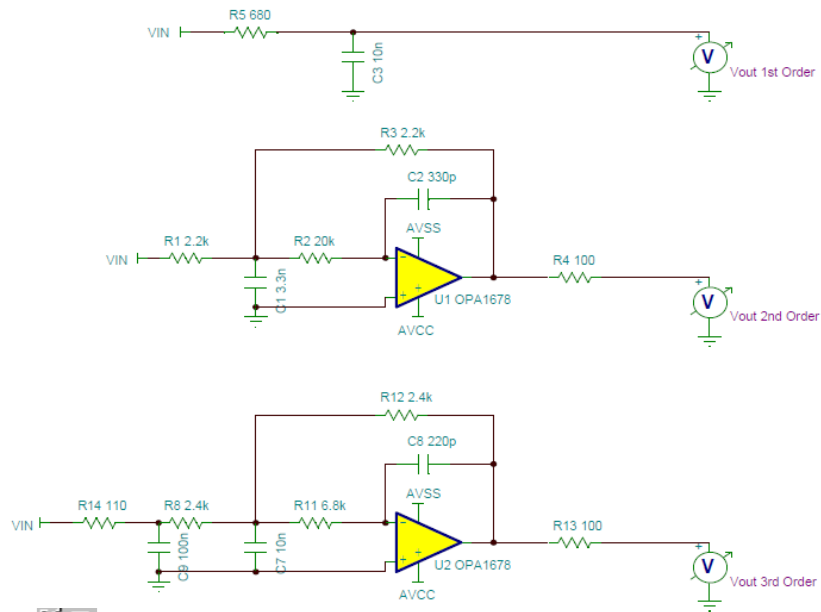 R5 680
VIN
C3 10n
+
V
Vout 1st Order
R3 2.2k
C2 330p
AVSS
R1 2.2k
R2 20k
VIN
C1 3.3n
U1 OPA1678
AVCC
R4 100
+
V
Vout 2nd Order
R12 2.4k
C8 220p
AVSS
R14 110
R8 2.4k
R11 6.8k
VIN
C9 100n
C7 10n
U2 OPA1678
AVCC
R13 100
+
V
Vout 3rd Order